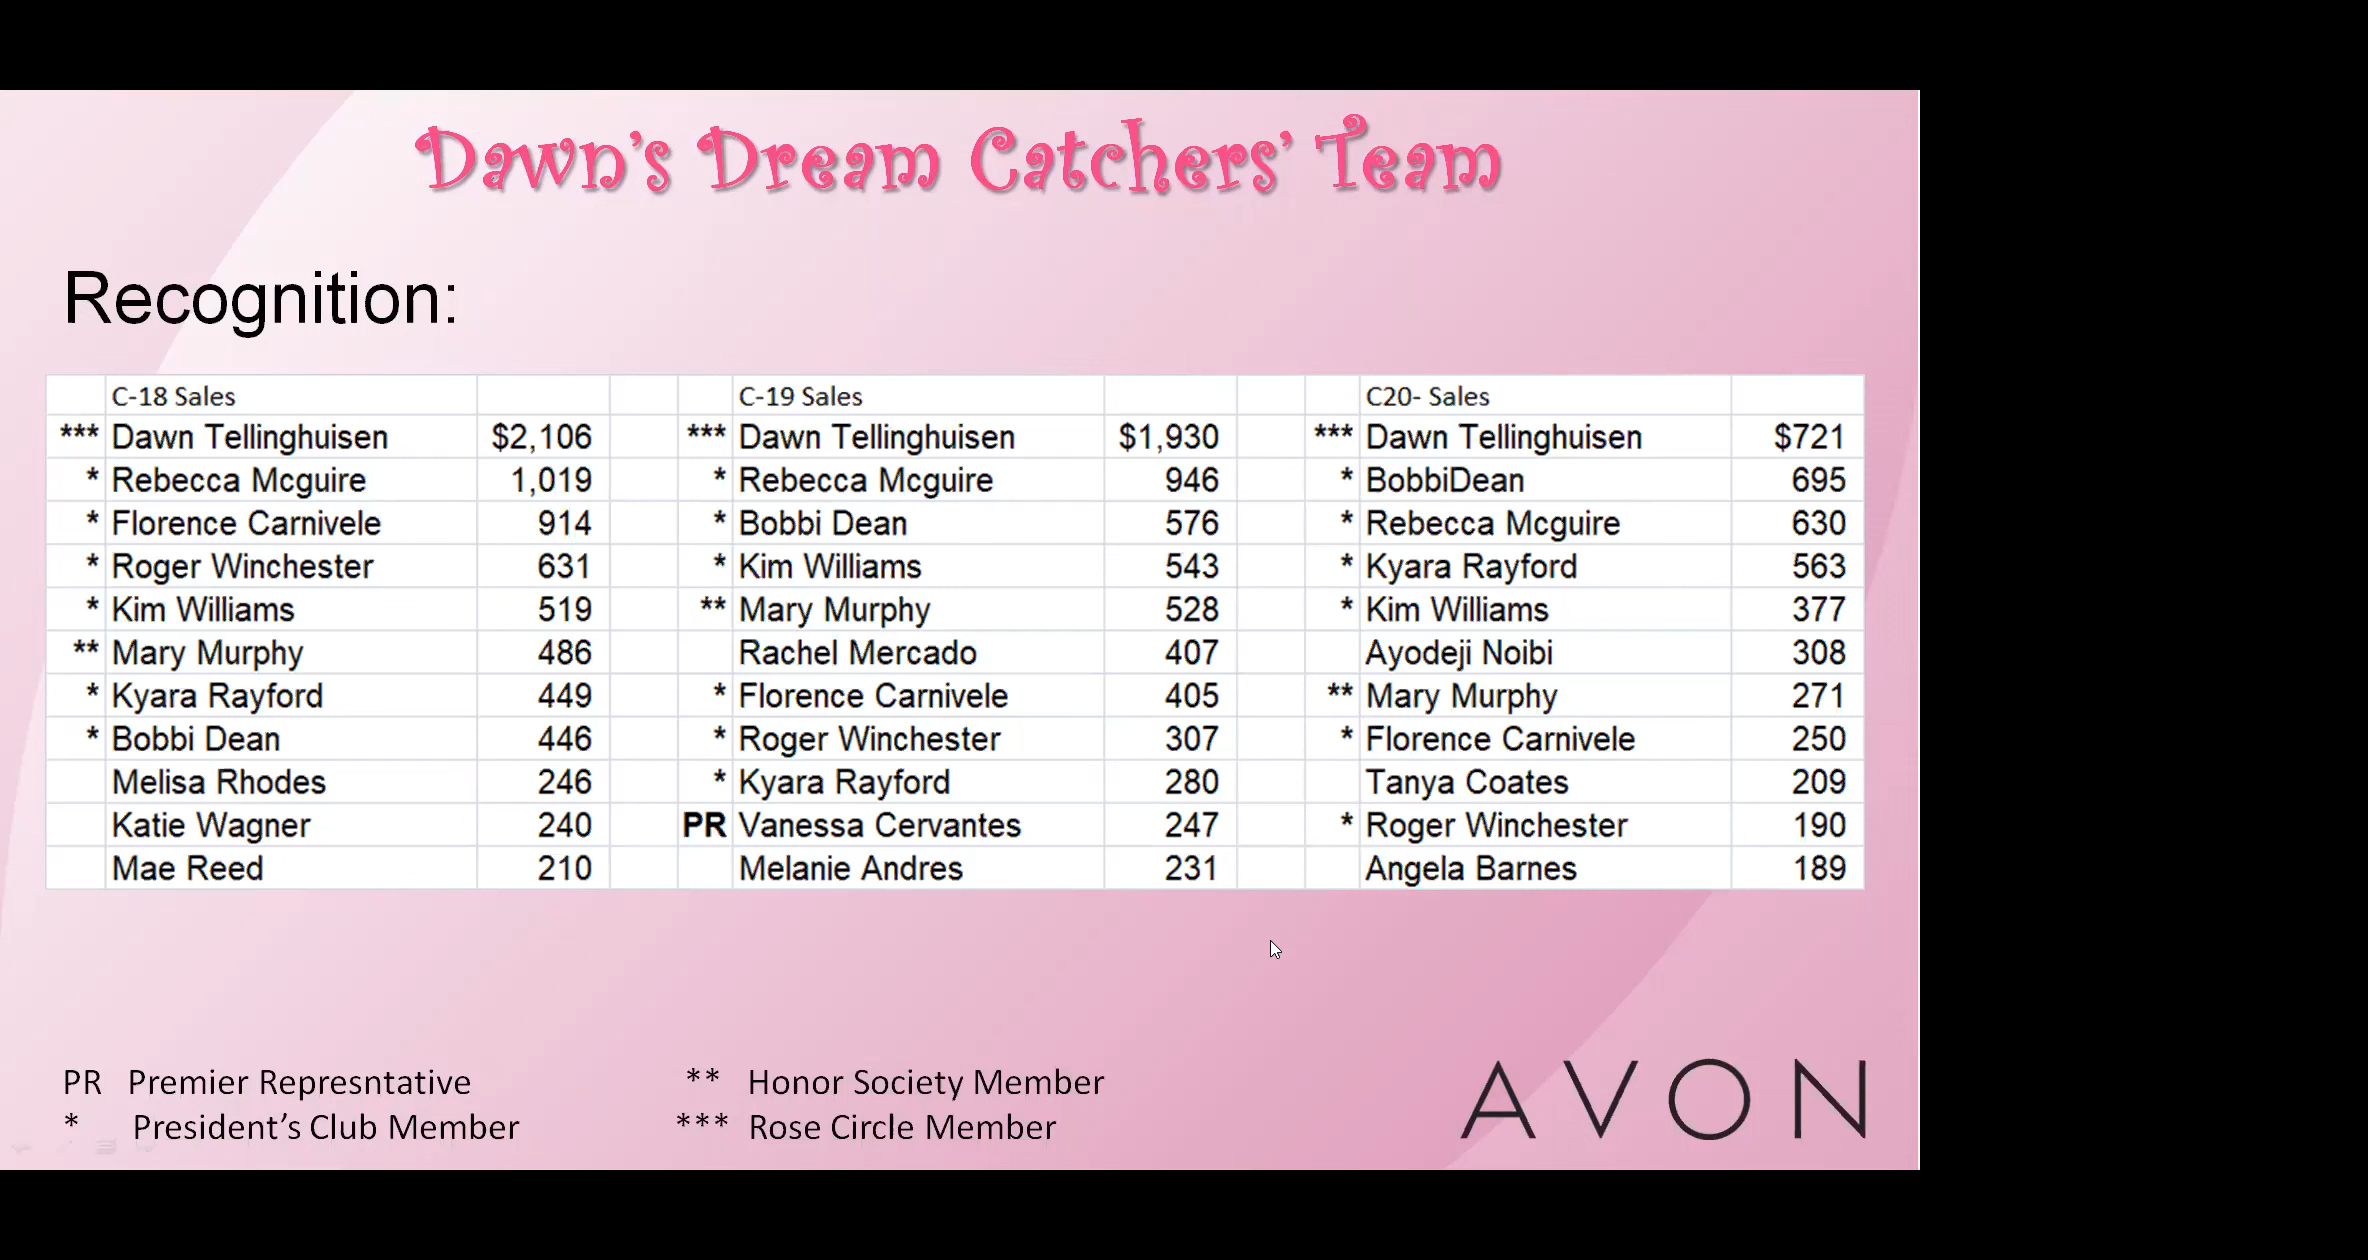 Dawn's Dream Catchers' Team
Recognition:
C-18 Sales C-19 Sales C20- Sales
*** Dawn Tellinghuisen $2,106 *** Dawn Tellinghuisen $1,930 *** Dawn Tellinghuisen $721
* Rebecca Mcguire 1,019 * Rebecca Mcguire 946 * BobbiDean 695
* Florence Carnivele 914 * Bobbi Dean 576 * Rebecca Mcguire 630
* Roger Winchester 631 * Kim Williams 543 * Kyara Rayford 563
* Kim Williams 519 ** Mary Murphy 528 * Kim Williams 377
** Mary Murphy 486 Rachel Mercado 407 Ayodeji Noibi 308
* Kyara Rayford 449 * Florence Carnivele 405 ** Mary Murphy 271
* Bobbi Dean 446 * Roger Winchester 307 * Florence Carnivele 250
Melisa Rhodes 246 * Kyara Rayford 280 Tanya Coates 209
Katie Wagner 240 PR Vanessa Cervantes 247 * Roger Winchester 190
Mae Reed 210 Melanie Andres 231 Angela Barnes 189
PR Premier Represntative ** Honor Society Member
* President's Club Member *** Rose Circle Member
AVON